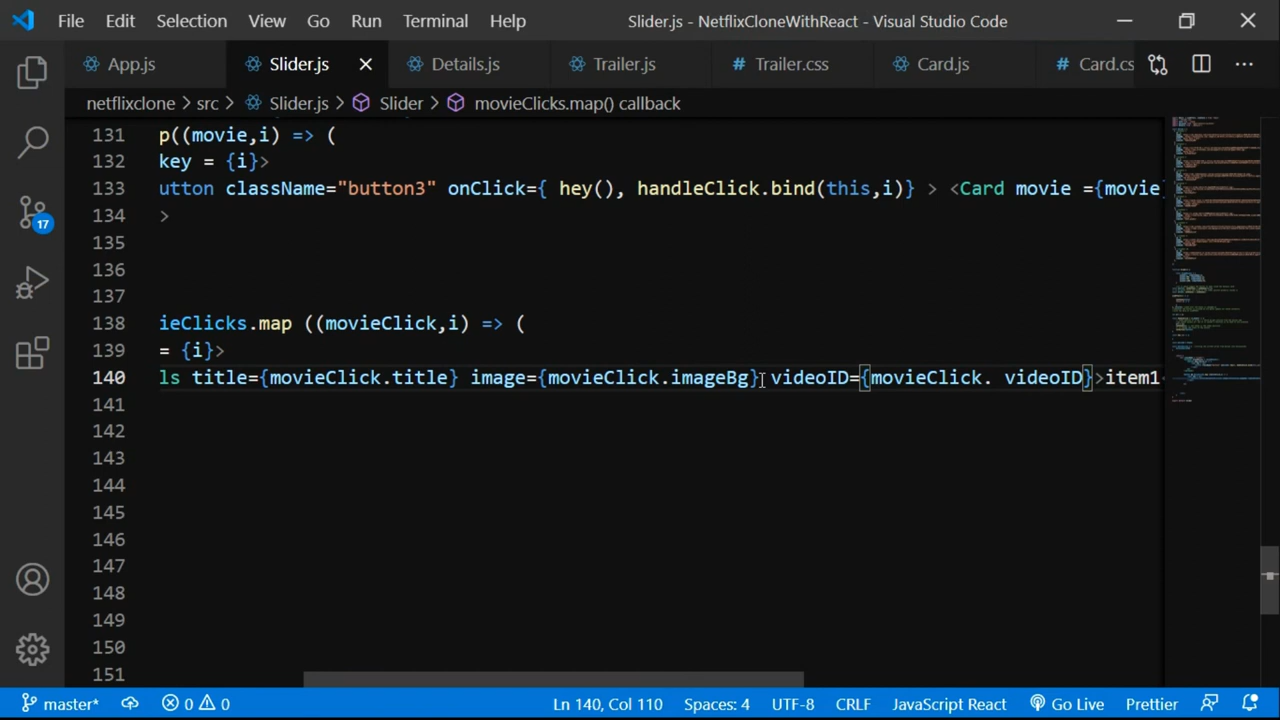 File Edit Selection View Go Run Terminal Help Slider.js - NetflixCloneWithReact - Visual Studio Code
App.js Slider.js Details.js Trailer.js Trailer.css Card.js Card.cs
netflixclone > src > Slider.js > Slider > movieClicks.map() callback
131 p((movie,i) => (
132 key = {i}>
133 utton className="button3" onClick={ hey(), handleClick.bind(this,i)} > <Card movie ={movie
134 >
135
136
137
138 ieClicks.map ((movieClick,i) => (
139 = {i}>
140 ls title={movieClick.title} image={movieClick.imageBg} videoID={movieClick. videoID}>item1
141
142
143
144
145
146
147
148
149
150
151
17
master* 0 0 Ln 140, Col 110 Spaces: 4 UTF-8 CRLF JavaScript React Go Live Prettier